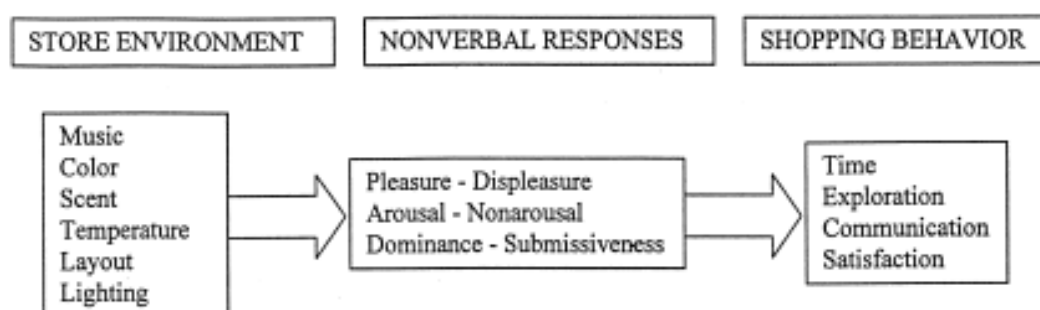 STORE ENVIRONMENT
NONVERBAL RESPONSES
SHOPPING BEHAVIOR
Music
Color
Scent
Temperature
Layout
Lighting
Pleasure - Displeasure
Arousal - Nonarousal
Dominance - Submissiveness
Time
Exploration
Communication
Satisfaction